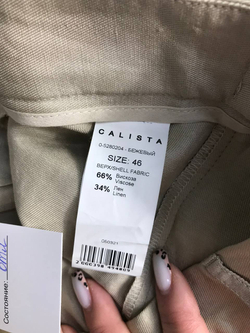 CALISTA
0-5280204 - БЕЖЕВЫЙ
SIZE: 46
ВЕРХ/SHELL FABRIC
66% Вискоза
Viscose
34% Лен
Linen
Состояние: